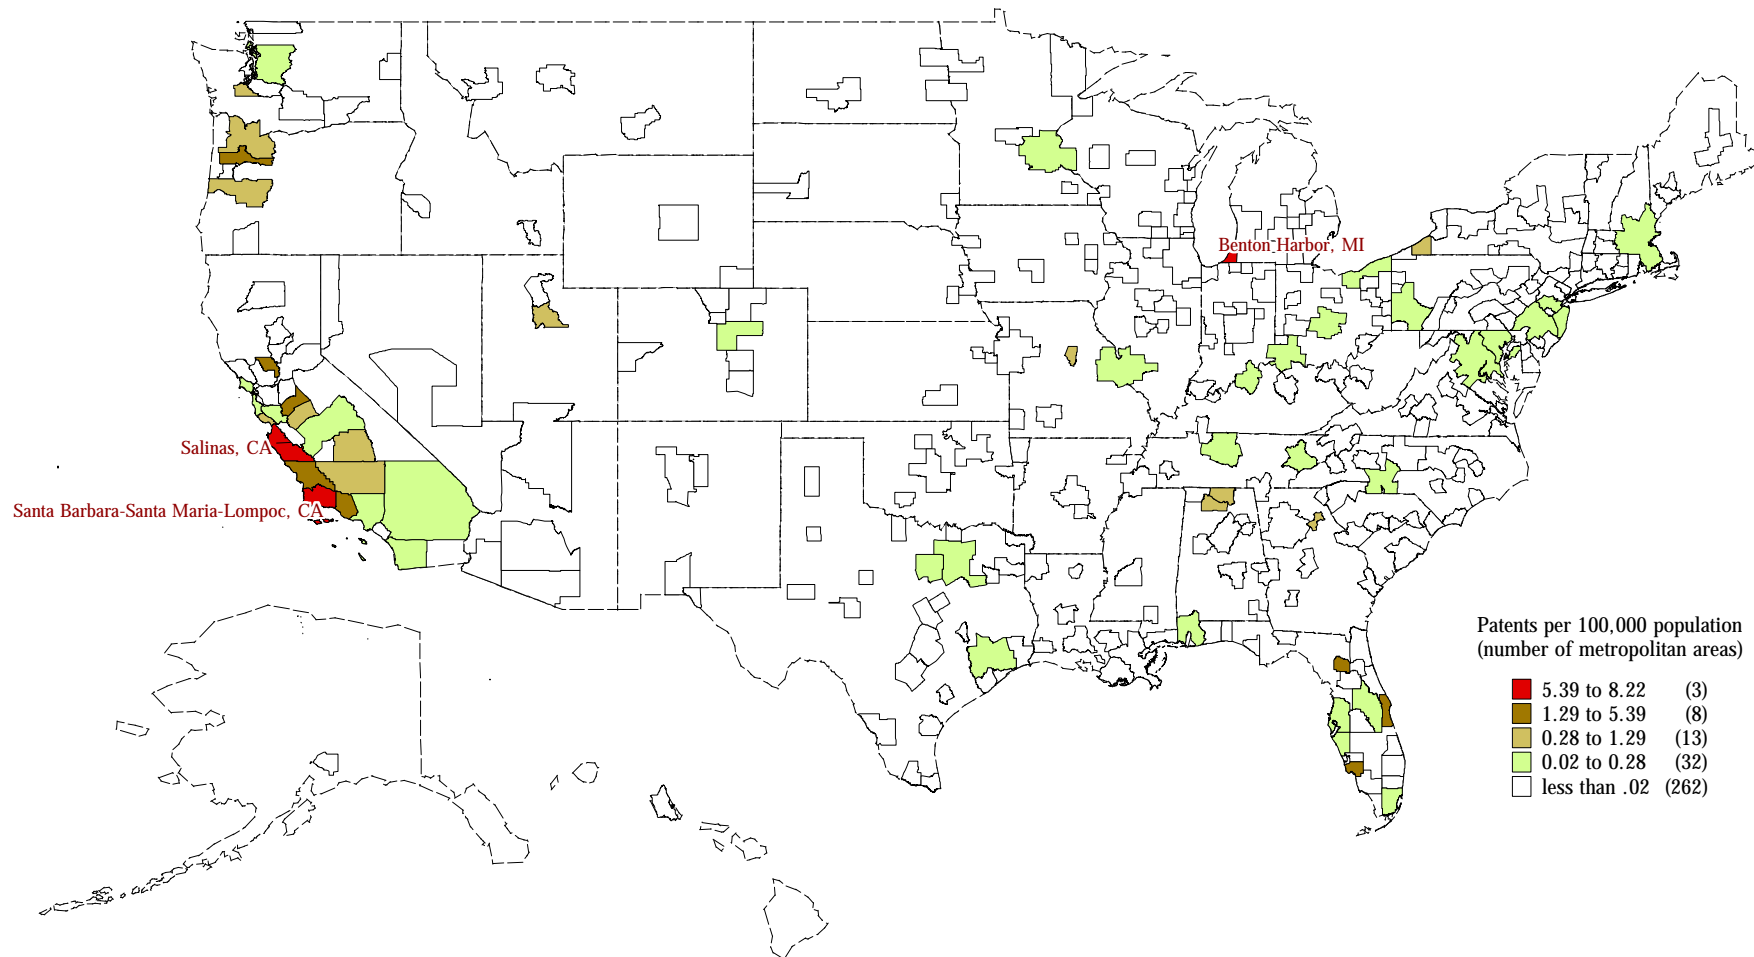 Benton Harbor, MI
Salinas, CA
Santa Barbara-Santa Maria-Lompoc, CA
Patents per 100,000 population
(number of metropolitan areas)
5.39 to 8.22 (3)
1.29 to 5.39 (8)
0.28 to 1.29 (13)
0.02 to 0.28 (32)
less than .02 (262)